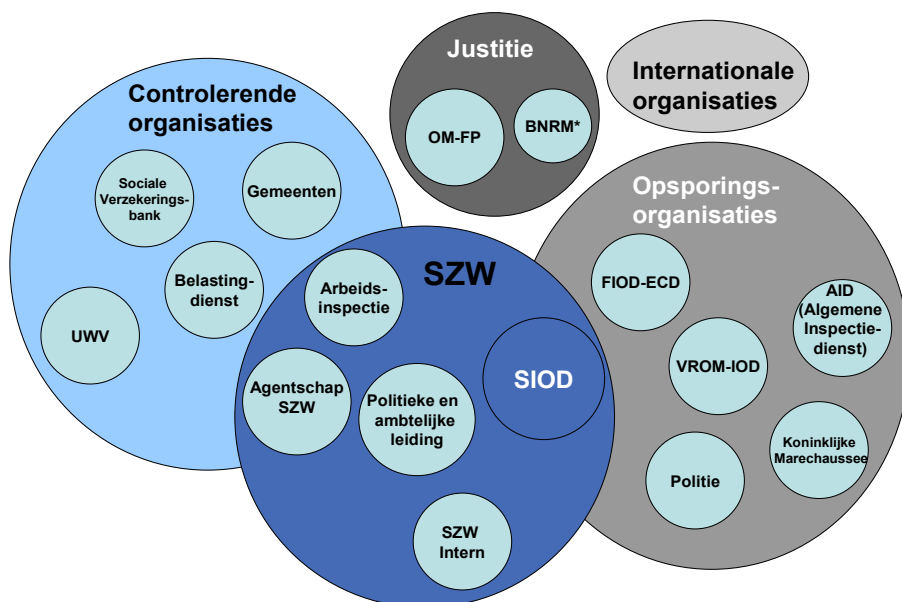 Justitie
OM-FP
BNRM*
Internationale
organisaties
Controlerende
organisaties
Sociale
Verzekerings-
bank
Gemeenten
Belasting-
dienst
UWV
SZW
Arbeids-
inspectie
Agentschap
SZW
Politieke en
ambtelijke
leiding
SIOD
SZW
Intern
Opsporings-
organisaties
FIOD-ECD
AID
(Algemene
Inspectie-
dienst)
VROM-IOD
Koninklijke
Marechaussee
Politie